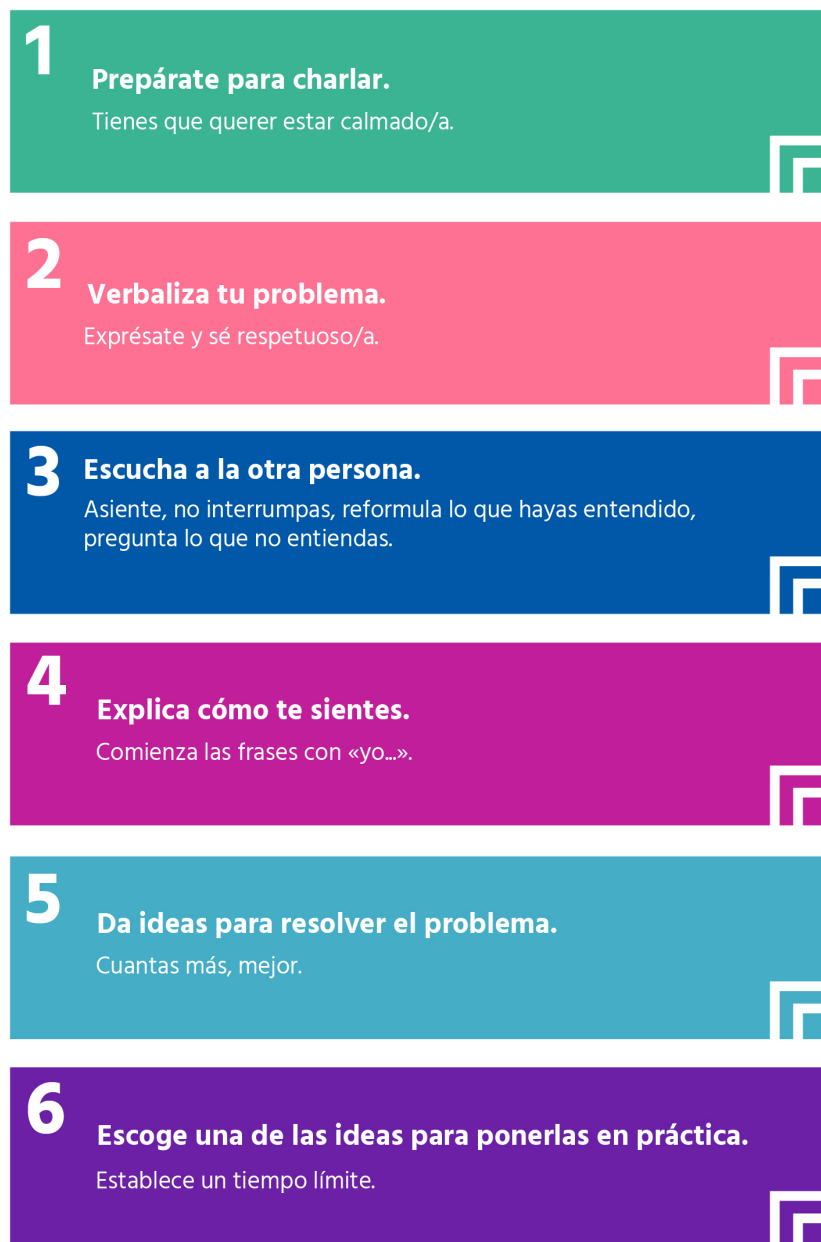 1
Prepárate para charlar.
Tienes que querer estar calmado/a.
2
Verbaliza tu problema.
Exprésate y sé respetuoso/a.
3
Escucha a la otra persona.
Asiente, no interrumpas, reformula lo que hayas entendido,
pregunta lo que no entiendas.
4
Explica cómo te sientes.
Comienza las frases con «yo...».
5
Da ideas para resolver el problema.
Cuantas más, mejor.
6
Escoge una de las ideas para ponerlas en práctica.
Establece un tiempo límite.